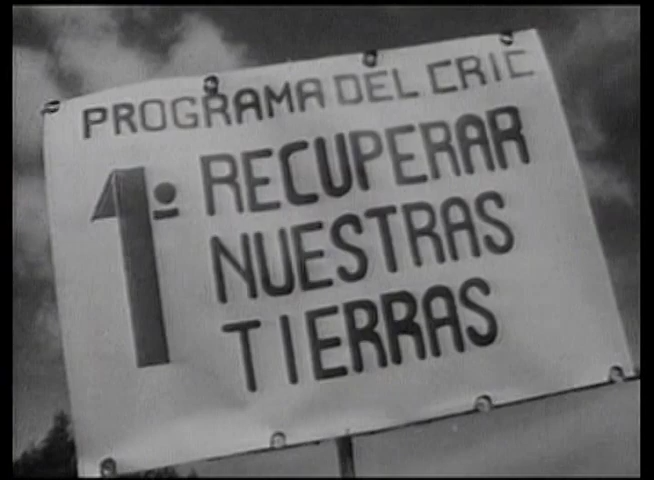 PROGRAMA DEL CRIC
1º RECUPERAR
NUESTRAS
TIERRAS